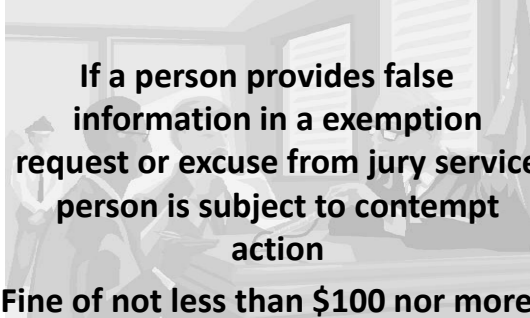 If a person provides false
information in a exemption
request or excuse from jury service
person is subject to contempt
action
Fine of not less than $100 nor more